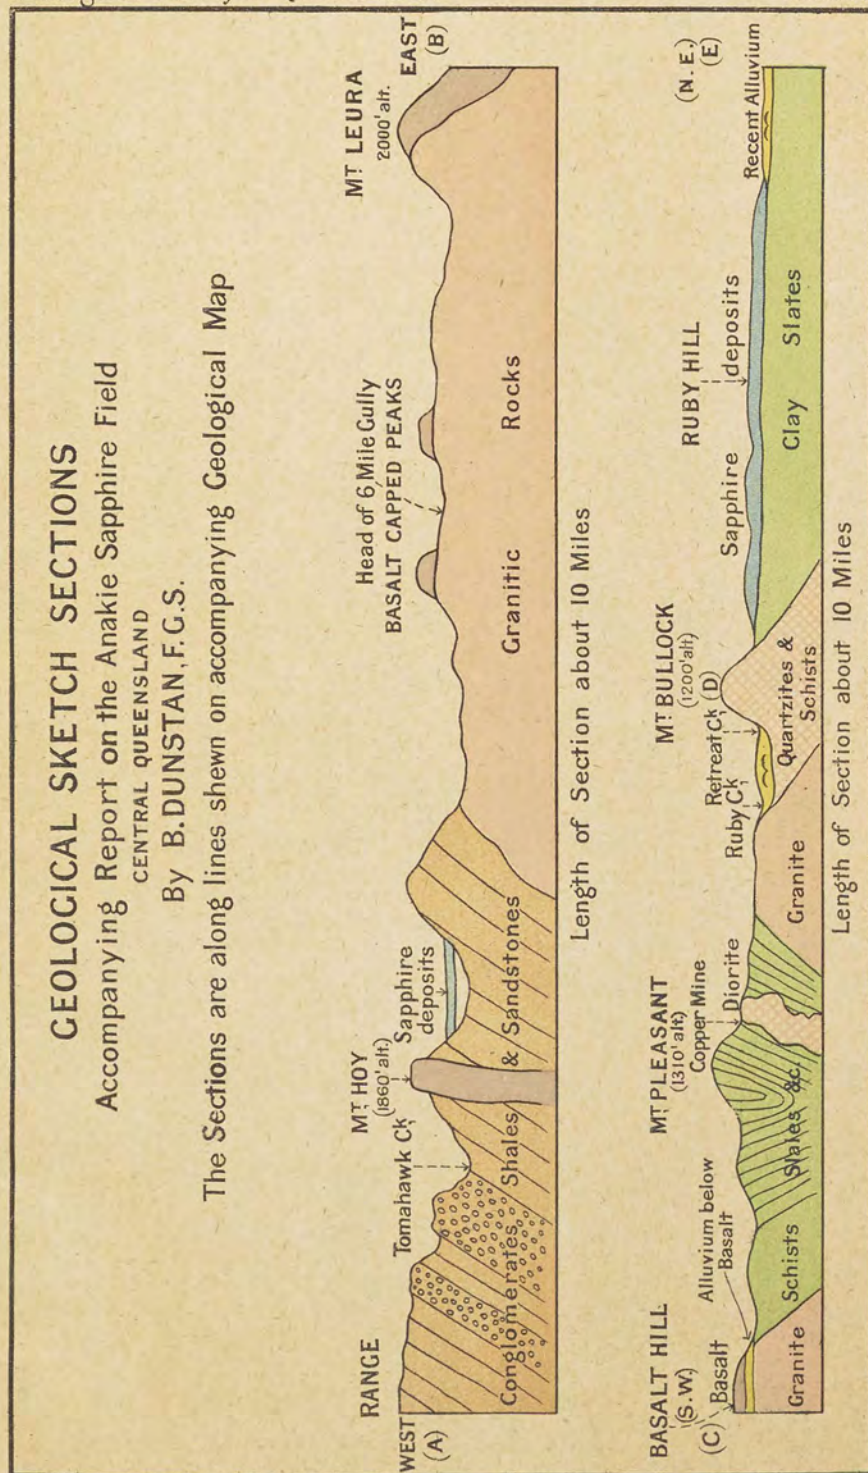 GEOLOGICAL SKETCH SECTIONS
Accompanying Report on the Anakie Sapphire Field
CENTRAL QUEENSLAND
By B. DUNSTAN, F.G.S.
The Sections are along lines shewn on accompanying Geological Map
WEST
(A)
RANGE
Tomahawk Ck
MT HOY
(1860' alt.)
Sapphire
deposits
Head of 6 Mile Gully
BASALT CAPPED PEAKS
MT LEURA
2000' alt.
EAST
(B)
Conglomerates
Shales & Sandstones
Granitic Rocks
Length of Section about 10 Miles
BASALT HILL
(S.W.)
(C)
Basalt
Alluvium below
Basalt
MT PLEASANT
(1310' alt)
Copper Mine
Diorite
Ruby Ck
Retreat Ck
MT BULLOCK
(1200' alt)
(D)
Sapphire deposits
RUBY HILL
(N.E.)
(E)
Recent Alluvium
Granite
Schists
Slates &c.
Granite
Quartzites &
Schists
Clay Slates
Length of Section about 10 Miles